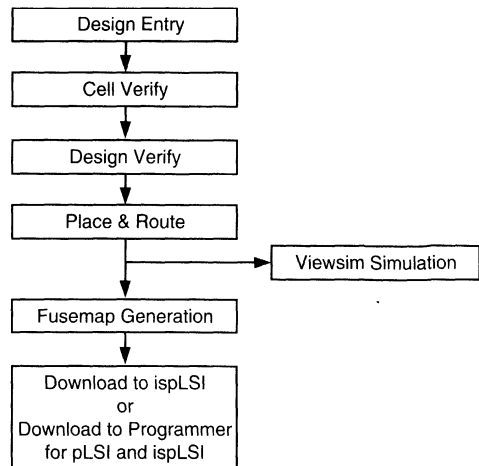 Design Entry
Cell Verify
Design Verify
Place & Route
Viewsim Simulation
Fusemap Generation
Download to ispLSI
or
Download to Programmer
for pLSI and ispLSI